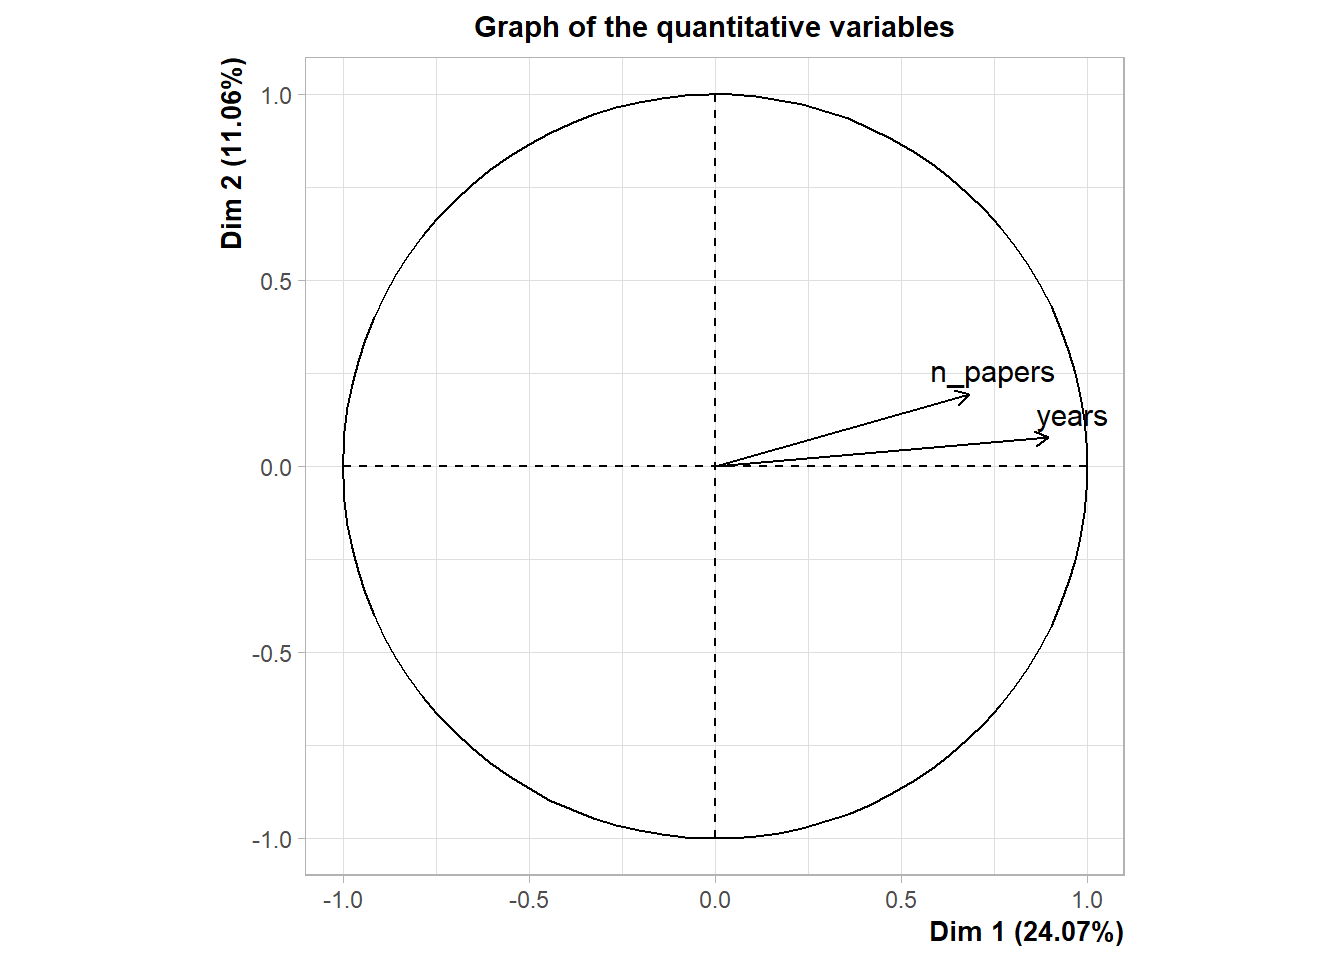 Graph of the quantitative variables
Dim 2 (11.06%)
1.0
0.5
0.0
-0.5
-1.0
n_papers
years
-1.0
-0.5
0.0
0.5
1.0
Dim 1 (24.07%)